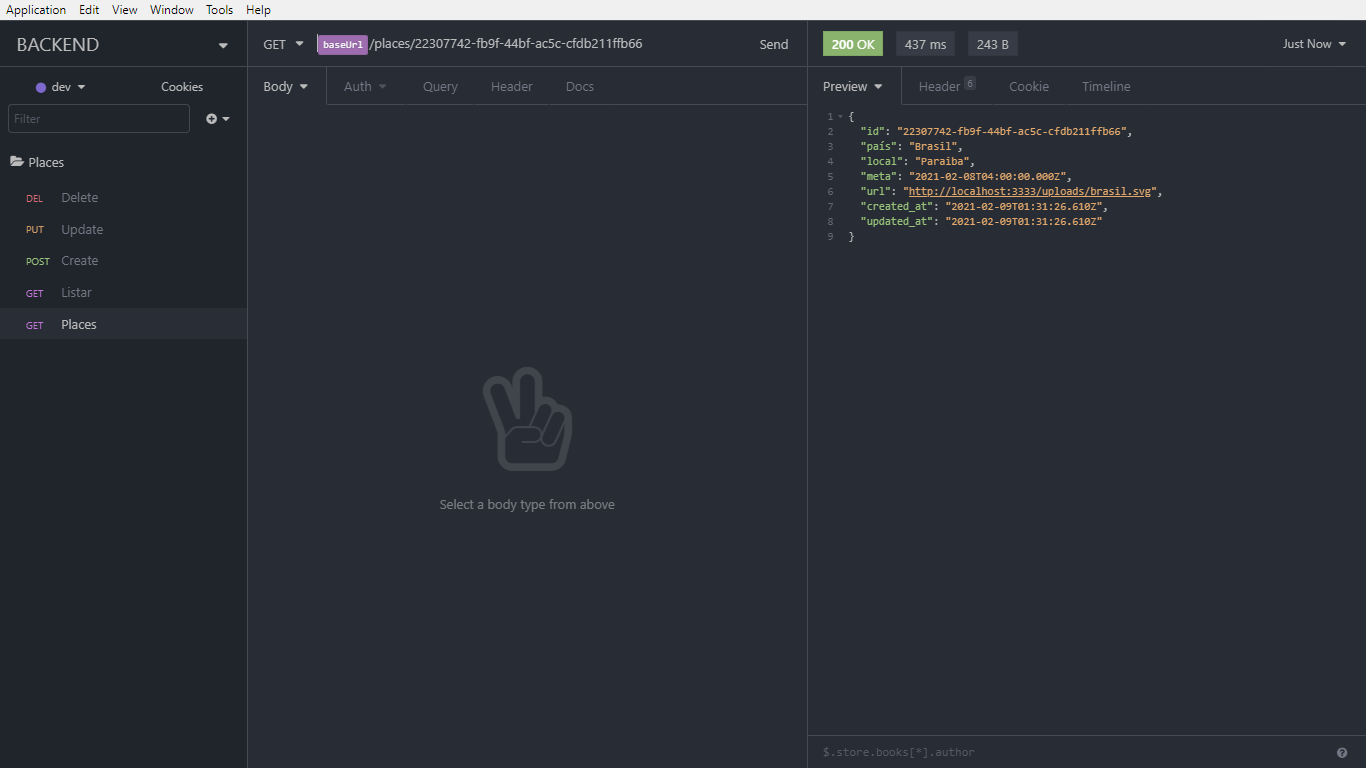 Application Edit View Window Tools Help
BACKEND
dev Cookies
Filter
Places
DEL Delete
PUT Update
POST Create
GET Listar
GET Places
GET baseUrl /places/22307742-fb9f-44bf-ac5c-cfdb211ffb66 Send
Body Auth Query Header Docs
Select a body type from above
200 OK 437 ms 243 B Just Now
Preview Header 6 Cookie Timeline
1 {
2 "id": "22307742-fb9f-44bf-ac5c-cfdb211ffb66",
3 "país": "Brasil",
4 "local": "Paraiba",
5 "meta": "2021-02-08T04:00:00.000Z",
6 "url": "http://localhost:3333/uploads/brasil.svg",
7 "created_at": "2021-02-09T01:31:26.610Z",
8 "updated_at": "2021-02-09T01:31:26.610Z"
9 }
$.store.books[*].author